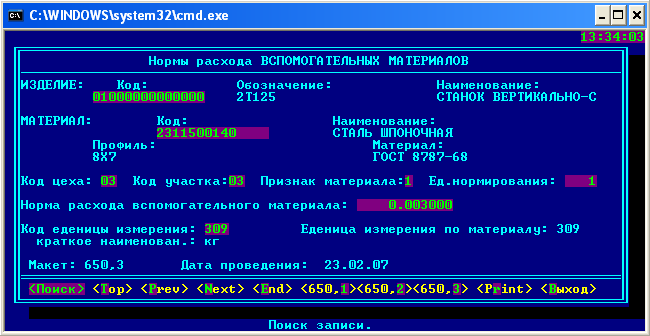 C:\WINDOWS\system32\cmd.exe
13:34:03
Нормы расхода ВСПОМОГАТЕЛЬНЫХ МАТЕРИАЛОВ
ИЗДЕЛИЕ: Код: Обозначение: Наименование:
01000000000000 2Т125 СТАНОК ВЕРТИКАЛЬНО-С
МАТЕРИАЛ: Код: Наименование:
2311500140 СТАЛЬ ШПОНОЧНАЯ
Профиль: Материал:
8Х7 ГОСТ 8787-68
Код цеха: 03 Код участка:03 Признак материала:1 Ед.нормирования: 1
Норма расхода вспомогательного материала: 0.003000
Код еденицы измерения: 309 Еденица измерения по материалу: 309
краткое наименован.: кг
Макет: 650,3 Дата проведения: 23.02.07
<Поиск> <Top> <Prev> <Next> <End> <650,1><650,2><650,3> <Print> <Выход>
Поиск записи.